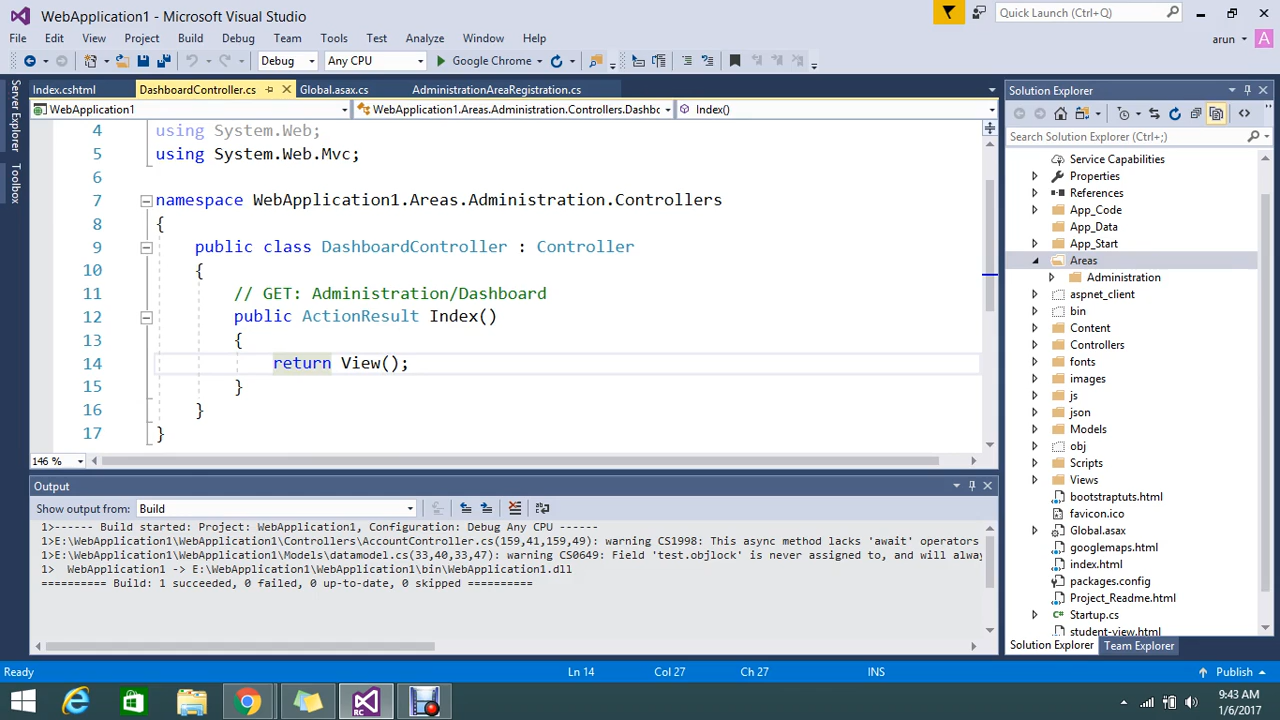 WebApplication1 - Microsoft Visual Studio
Quick Launch (Ctrl+Q)
File Edit View Project Build Debug Team Tools Test Analyze Window Help
arun
A
Debug Any CPU Google Chrome
Index.cshtml DashboardController.cs Global.asax.cs AdministrationAreaRegistration.cs
WebApplication1 WebApplication1.Areas.Administration.Controllers.Dashbc Index()
Server Explorer
Toolbox
4 using System.Web;
5 using System.Web.Mvc;
6
7 namespace WebApplication1.Areas.Administration.Controllers
8 {
9 public class DashboardController : Controller
10 {
11 // GET: Administration/Dashboard
12 public ActionResult Index()
13 {
14 return View();
15 }
16 }
17 }
146 %
Output
Show output from: Build
1>------ Build started: Project: WebApplication1, Configuration: Debug Any CPU ------
1>E:\WebApplication1\WebApplication1\Controllers\AccountController.cs(159,41,159,49): warning CS1998: This async method lacks 'await' operators
1>E:\WebApplication1\WebApplication1\Models\datamodel.cs(33,40,33,47): warning CS0649: Field 'test.objlock' is never assigned to, and will alway
1> WebApplication1 -> E:\WebApplication1\WebApplication1\bin\WebApplication1.dll
========== Build: 1 succeeded, 0 failed, 0 up-to-date, 0 skipped ==========
Solution Explorer
Search Solution Explorer (Ctrl+;)
Service Capabilities
Properties
References
App_Code
App_Data
App_Start
Areas
Administration
aspnet_client
bin
Content
Controllers
fonts
images
js
json
Models
obj
Scripts
Views
bootstraptuts.html
favicon.ico
Global.asax
googlemaps.html
index.html
packages.config
Project_Readme.html
Startup.cs
student-view.html
Solution Explorer Team Explorer
Ready Ln 14 Col 27 Ch 27 INS Publish
9:43 AM
1/6/2017